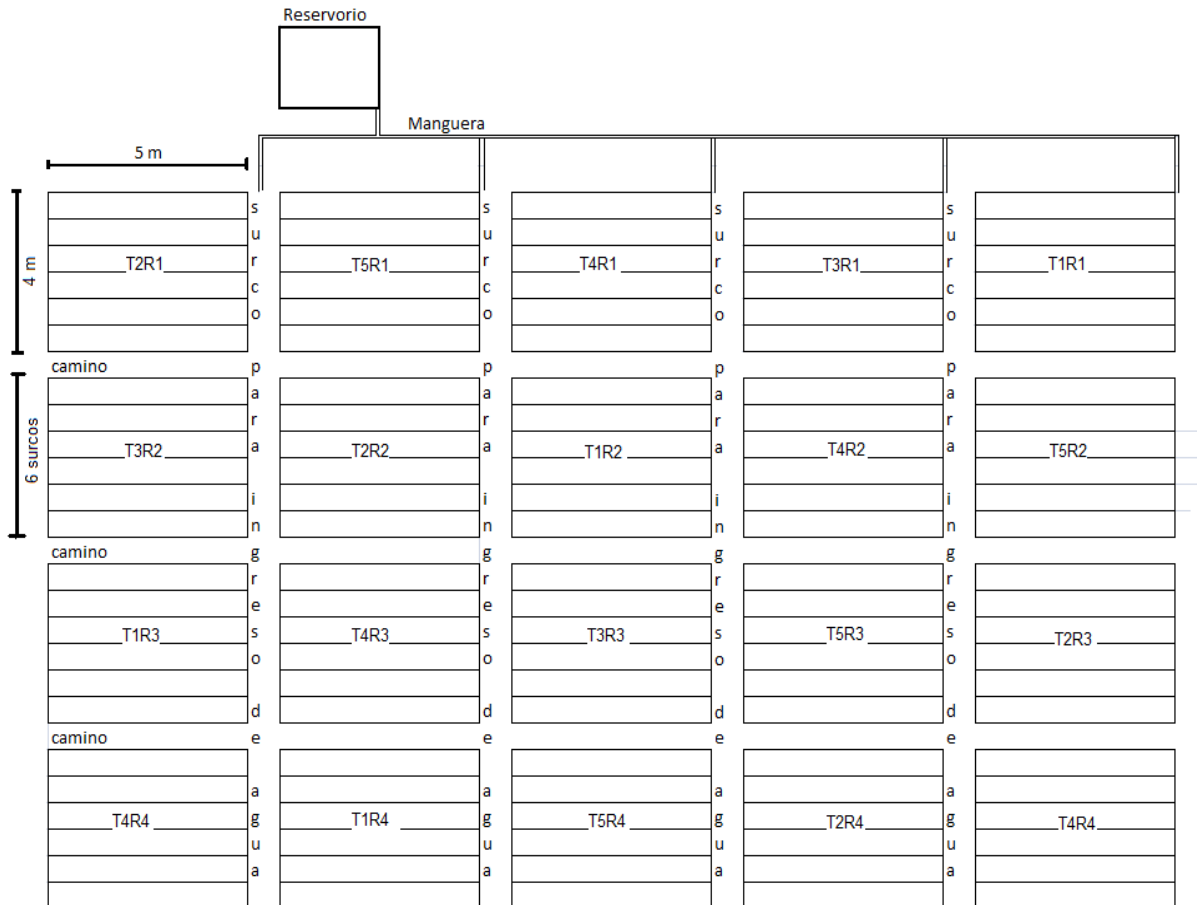 Reservorio
Manguera
5 m
4 m
T2R1
T5R1
T4R1
T3R1
T1R1
camino
6 surcos
T3R2
T2R2
T1R2
T4R2
T5R2
camino
T1R3
T4R3
T3R3
T5R3
T2R3
camino
T4R4
T1R4
T5R4
T2R4
T4R4
surco para ingreso de agua
surco para ingreso de agua
surco para ingreso de agua
surco para ingreso de agua